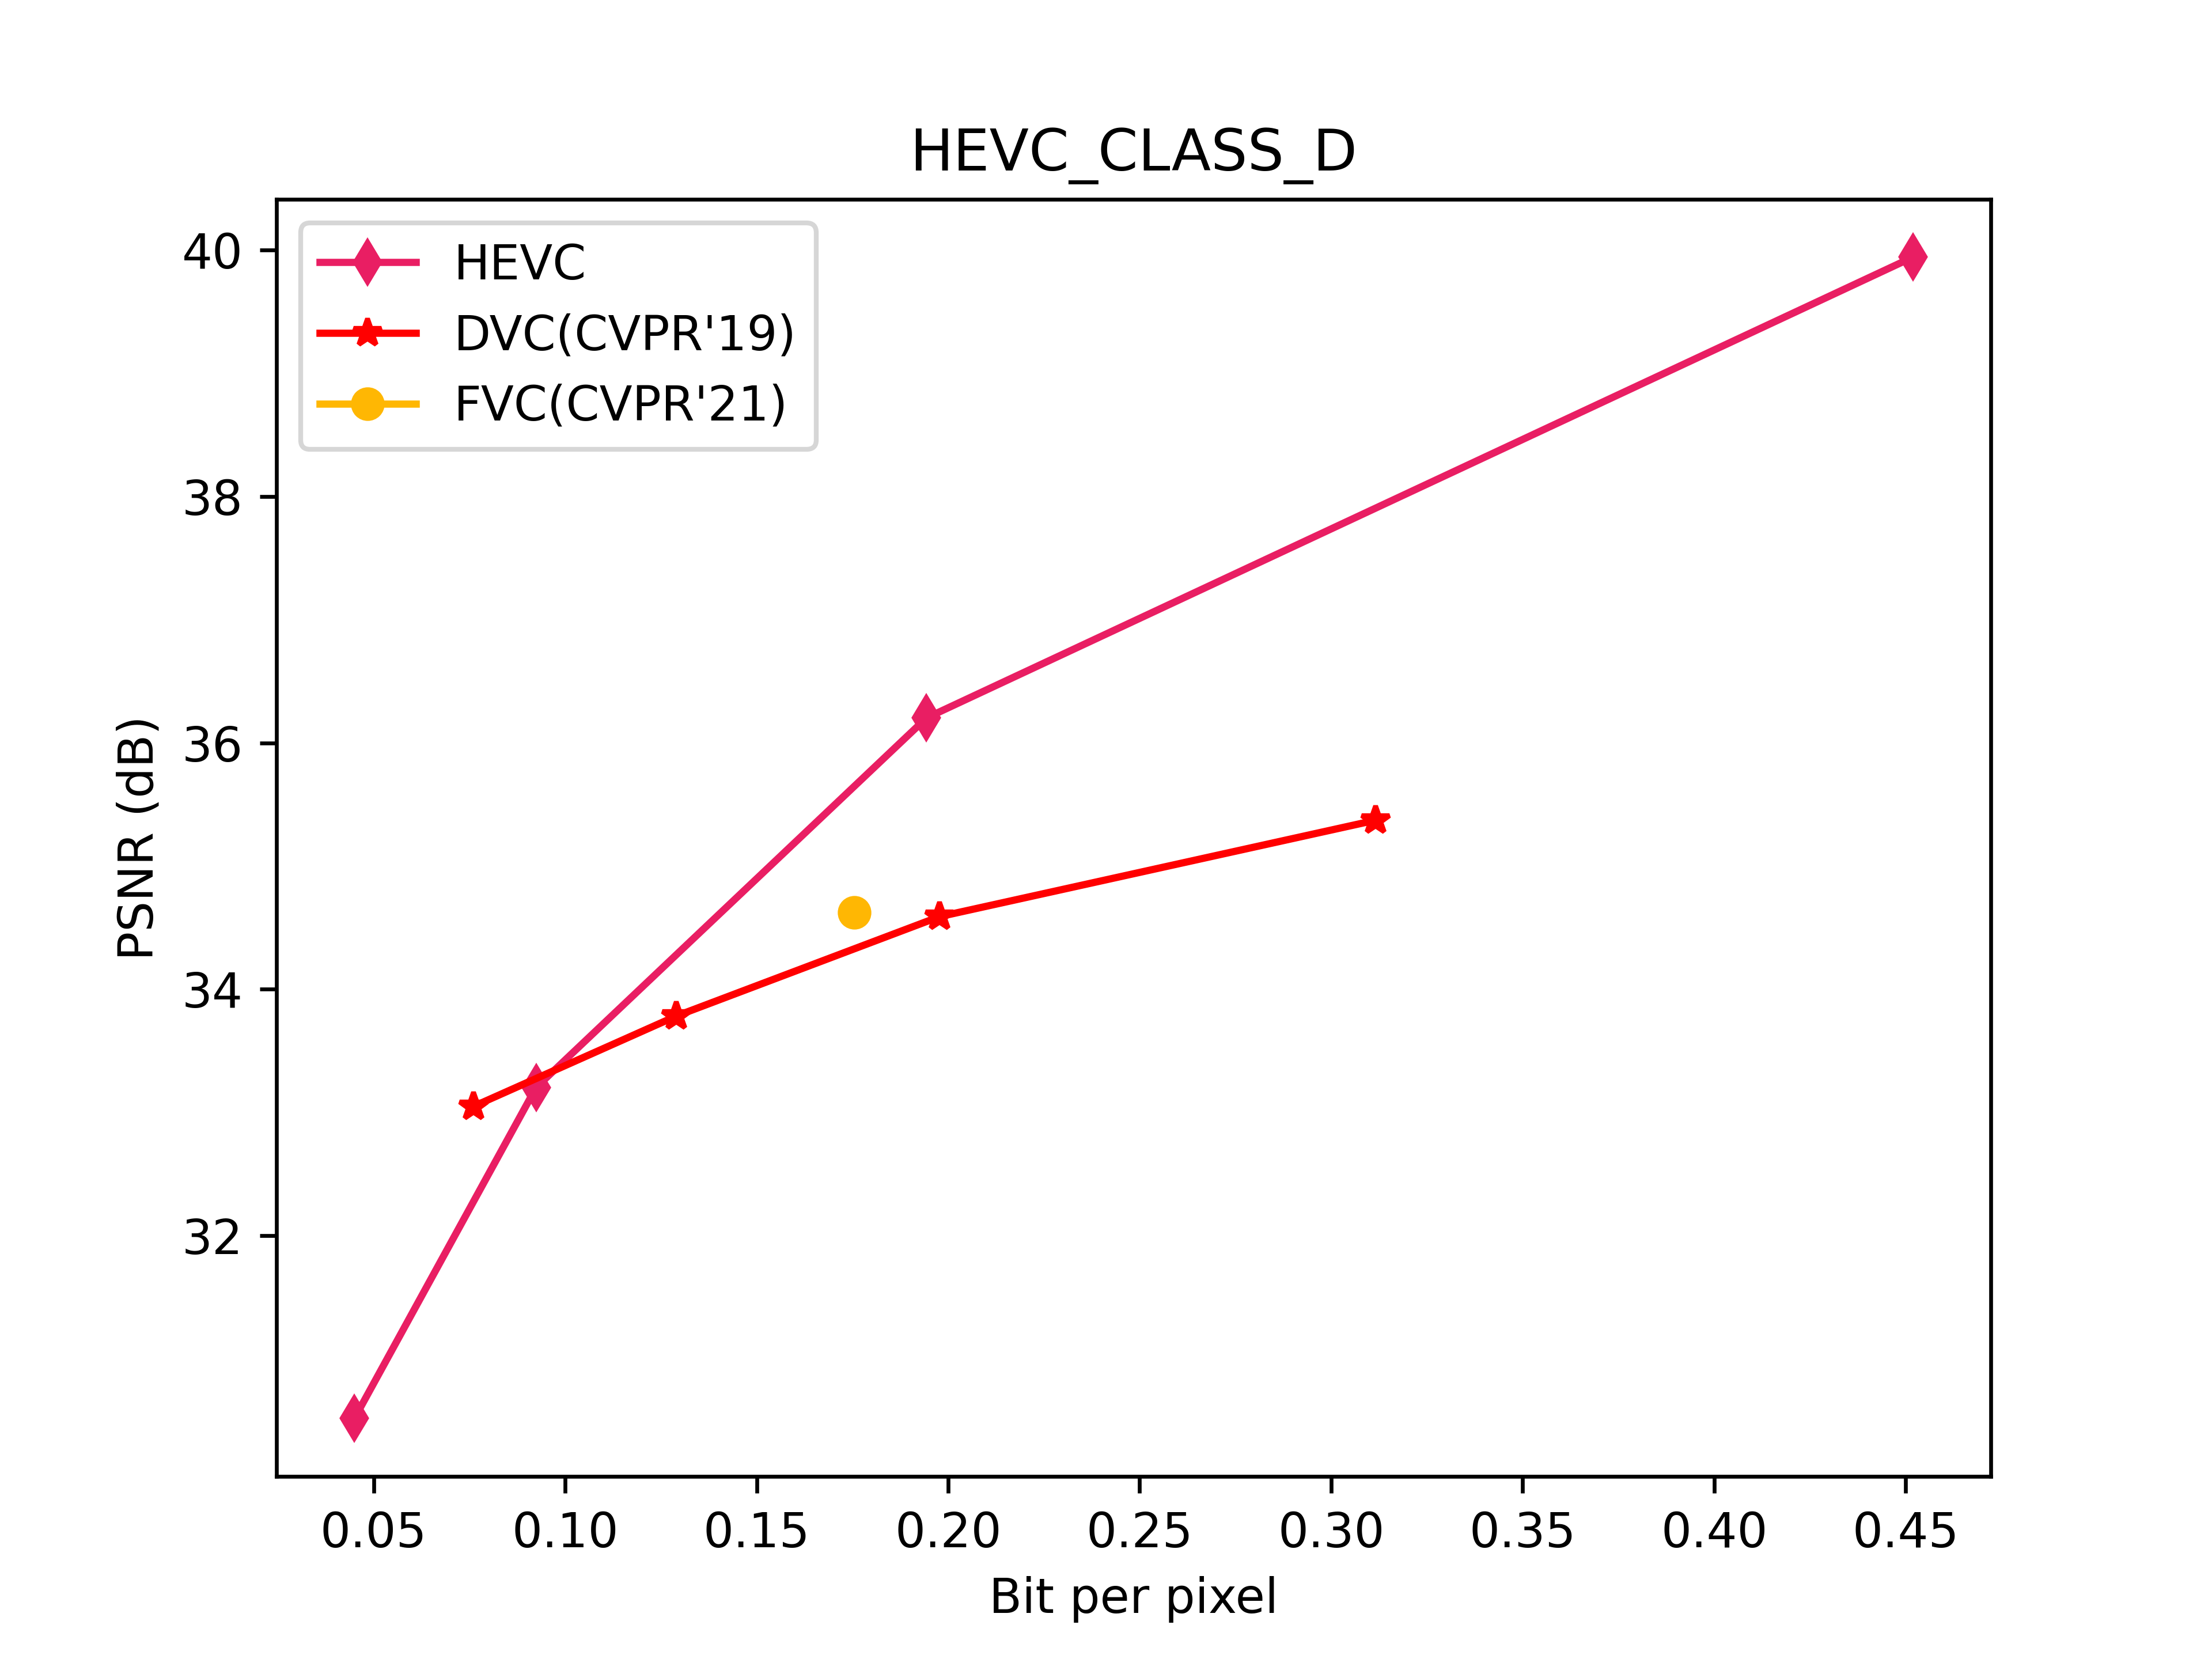 HEVC_CLASS_D
HEVC
DVC(CVPR'19)
FVC(CVPR'21)
40
38
36
34
32
PSNR (dB)
0.05 0.10 0.15 0.20 0.25 0.30 0.35 0.40 0.45
Bit per pixel